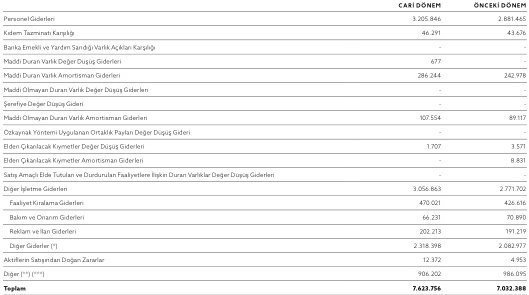 CARİ DÖNEM ÖNCEKİ DÖNEM
Personel Giderleri 3.205.846 2.881.465
Kıdem Tazminatı Karşılığı 46.291 43.676
Banka Emekli ve Yardım Sandığı Varlık Açıkları Karşılığı - -
Maddi Duran Varlık Değer Düşüş Giderleri 677 -
Maddi Duran Varlık Amortisman Giderleri 286.244 242.978
Maddi Olmayan Duran Varlık Değer Düşüş Giderleri - -
Şerefiye Değer Düşüş Gideri - -
Maddi Olmayan Duran Varlık Amortisman Giderleri 107.554 89.117
Özkaynak Yöntemi Uygulanan Ortaklık Payları Değer Düşüş Gideri - -
Elden Çıkarılacak Kıymetler Değer Düşüş Giderleri 1.707 3.571
Elden Çıkarılacak Kıymetler Amortisman Giderleri - 8.831
Satış Amaçlı Elde Tutulan ve Durdurulan Faaliyetlere İlişkin Duran Varlıklar Değer Düşüş Giderleri - -
Diğer İşletme Giderleri 3.056.863 2.771.702
Faaliyet Kiralama Giderleri 470.021 426.616
Bakım ve Onarım Giderleri 66.231 70.890
Reklam ve İlan Giderleri 202.213 191.219
Diğer Giderler (*) 2.318.398 2.082.977
Aktiflerin Satışından Doğan Zararlar 12.372 4.953
Diğer (**) (***) 906.202 986.095
Toplam 7.623.756 7.032.388